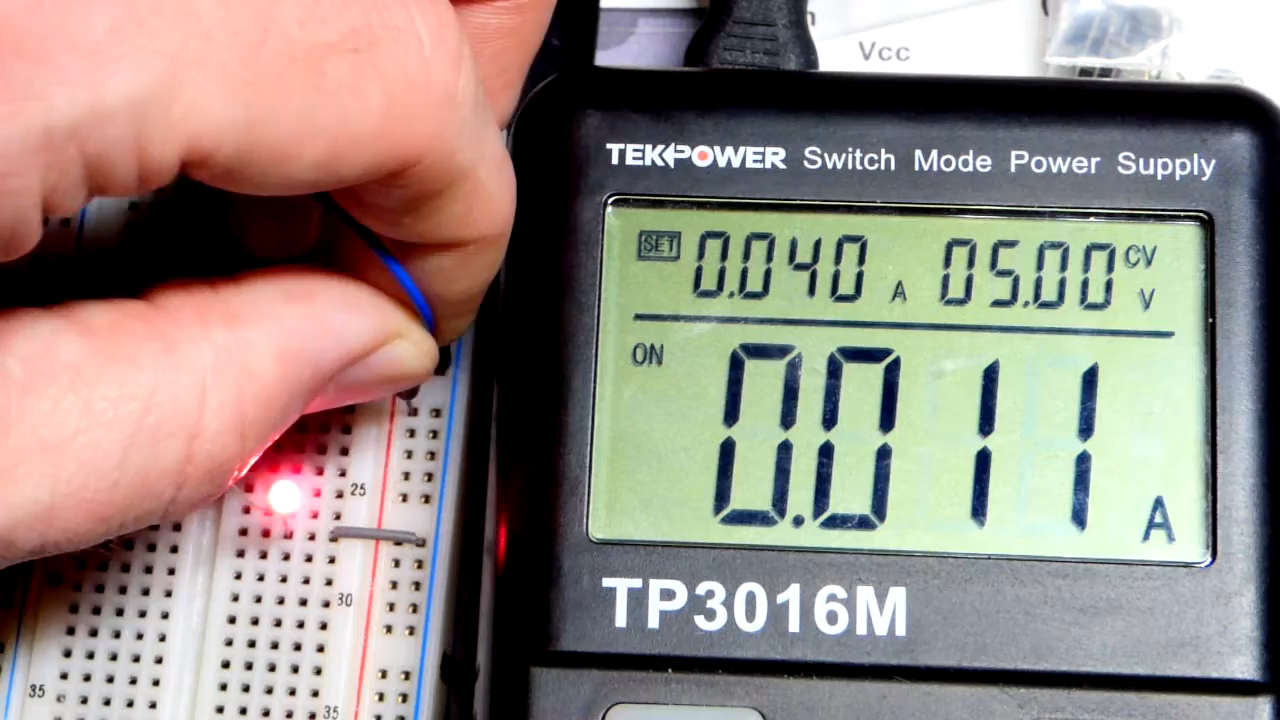 Vcc
TEKPOWER Switch Mode Power Supply
SET 0.040 A 05.00 CV V
ON
0.011 A
TP3016M
25
30
35
35